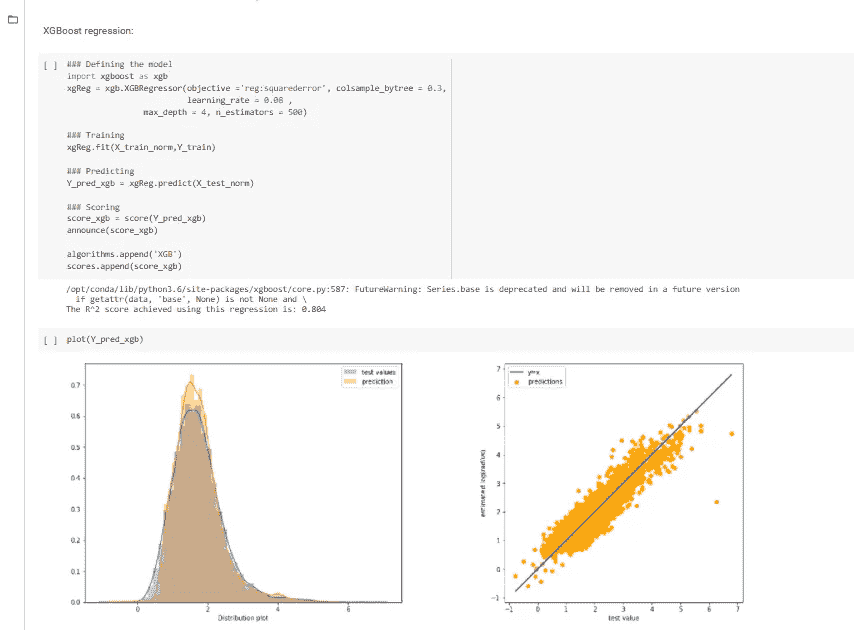 XGBoost regression:
[ ] ### Defining the model
import xgboost as xgb
xgReg = xgb.XGBRegressor(objective ='reg:squarederror', colsample_bytree = 0.3,
learning_rate = 0.08 ,
max_depth = 4, n_estimators = 500)
### Training
xgReg.fit(X_train_norm,Y_train)
### Predicting
Y_pred_xgb = xgReg.predict(X_test_norm)
### Scoring
score_xgb = score(Y_pred_xgb)
announce(score_xgb)
algorithms.append('XGB')
scores.append(score_xgb)
/opt/conda/lib/python3.6/site-packages/xgboost/core.py:587: FutureWarning: Series.base is deprecated and will be removed in a future version
if getattr(data, 'base', None) is not None and \
The R^2 score achieved using this regression is: 0.804
[ ] plot(Y_pred_xgb)
test values
prediction
0.7
0.6
0.5
0.4
0.3
0.2
0.1
0.0
0 2 4 6
Distribution plot
y=x
predictions
7
6
5
4
3
2
1
0
−1
−1 0 1 2 3 4 5 6 7
test value